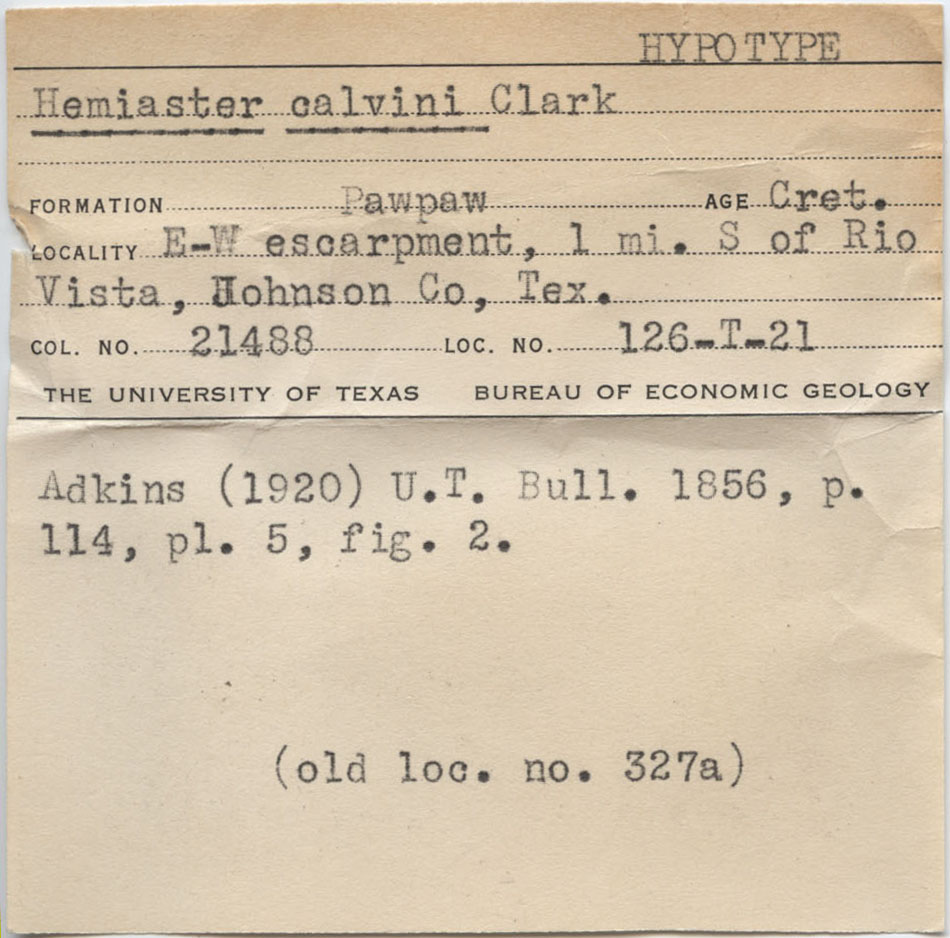 HYPOTYPE
Hemiaster calvini Clark
FORMATION Pawpaw AGE Cret.
LOCALITY E-W escarpment, 1 mi. S of Rio
Vista, Johnson Co, Tex.
COL. NO. 21488 LOC. NO. 126-T-21
THE UNIVERSITY OF TEXAS BUREAU OF ECONOMIC GEOLOGY
Adkins (1920) U.T. Bull. 1856, p.
114, pl. 5, fig. 2.
(old loc. no. 327a)